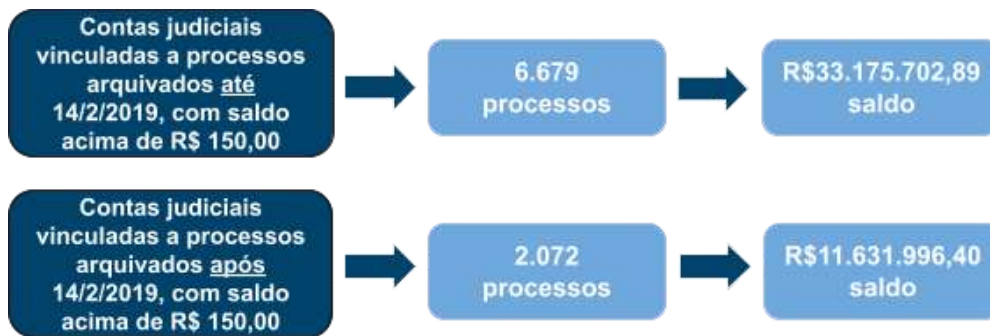 Contas judiciais
vinculadas a processos
arquivados até
14/2/2019, com saldo
acima de R$ 150,00
6.679
processos
R$33.175.702,89
saldo
Contas judiciais
vinculadas a processos
arquivados após
14/2/2019, com saldo
acima de R$ 150,00
2.072
processos
R$11.631.996,40
saldo